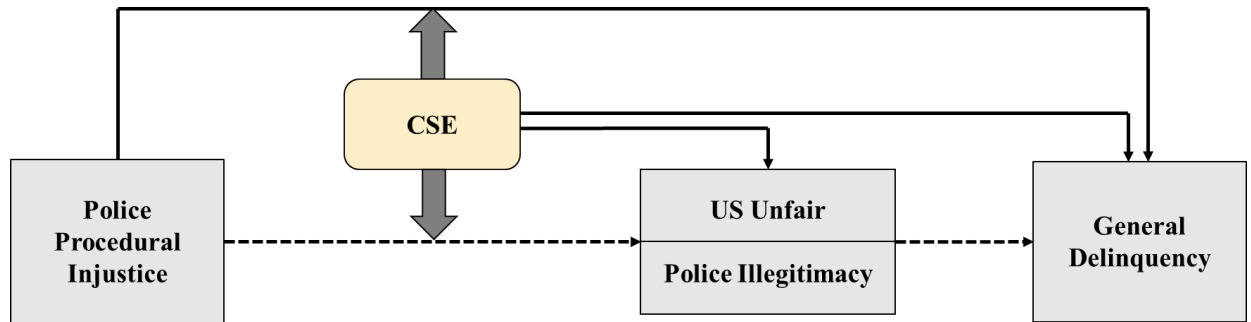 CSE
Police
Procedural
Injustice
US Unfair
Police Illegitimacy
General
Delinquency